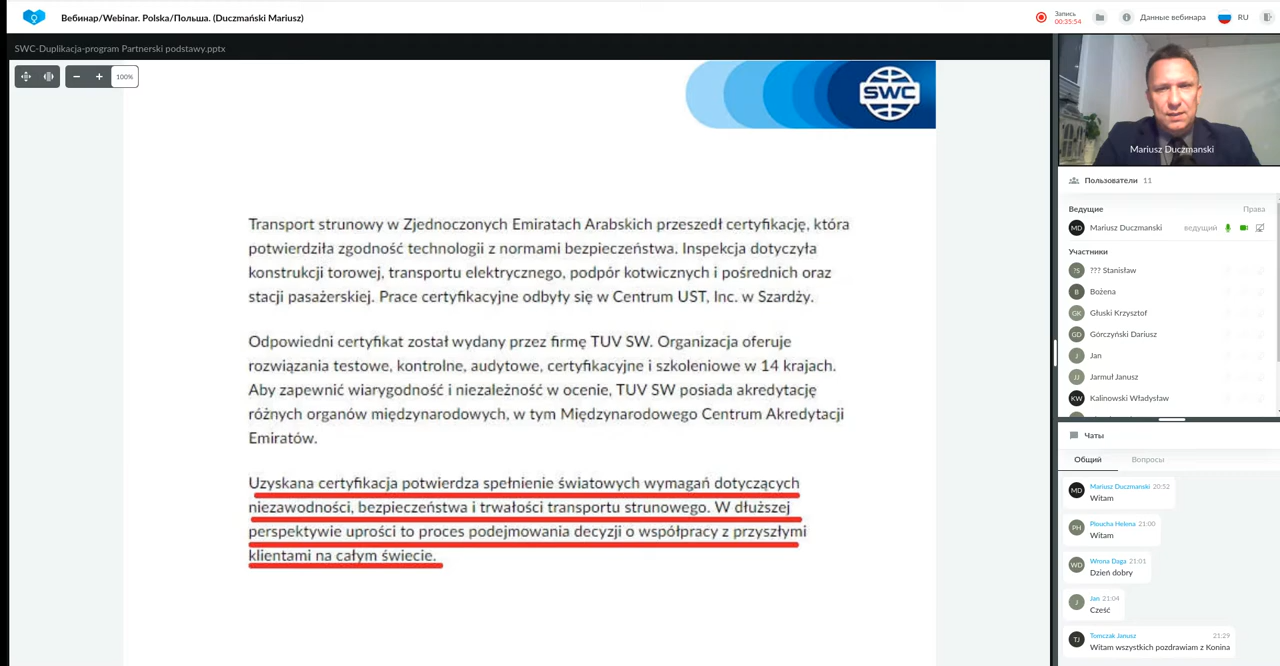 Вебинар/Webinar. Polska/Польша. (Duczmański Mariusz)
Запись
00:35:54
Данные вебинара
RU
SWC-Duplikacja-program Partnerski podstawy.pptx
100%
SWC
Transport strunowy w Zjednoczonych Emiratach Arabskich przeszedł certyfikację, która
potwierdziła zgodność technologii z normami bezpieczeństwa. Inspekcja dotyczyła
konstrukcji torowej, transportu elektrycznego, podpór kotwicznych i pośrednich oraz
stacji pasażerskiej. Prace certyfikacyjne odbyły się w Centrum UST, Inc. w Szardży.
Odpowiedni certyfikat został wydany przez firmę TUV SW. Organizacja oferuje
rozwiązania testowe, kontrolne, audytowe, certyfikacyjne i szkoleniowe w 14 krajach.
Aby zapewnić wiarygodność i niezależność w ocenie, TUV SW posiada akredytację
różnych organów międzynarodowych, w tym Międzynarodowego Centrum Akredytacji
Emiratów.
Uzyskana certyfikacja potwierdza spełnienie światowych wymagań dotyczących
niezawodności, bezpieczeństwa i trwałości transportu strunowego. W dłuższej
perspektywie uprości to proces podejmowania decyzji o współpracy z przyszłymi
klientami na całym świecie.
Mariusz Duczmanski
Пользователи 11
Ведущие Права
MD Mariusz Duczmanski ведущий
Участники
?S ??? Stanisław
B Bożena
GK Głuski Krzysztof
GD Górczyński Dariusz
J Jan
JJ Jarmuł Janusz
KW Kalinowski Władysław
Чаты
Общий Вопросы
MD Mariusz Duczmanski 20:52
Witam
PH Pioucha Helena 21:00
Witam
WD Wrona Daga 21:01
Dzień dobry
J Jan 21:04
Cześć
TJ Tomczak Janusz 21:29
Witam wszystkich pozdrawiam z Konina